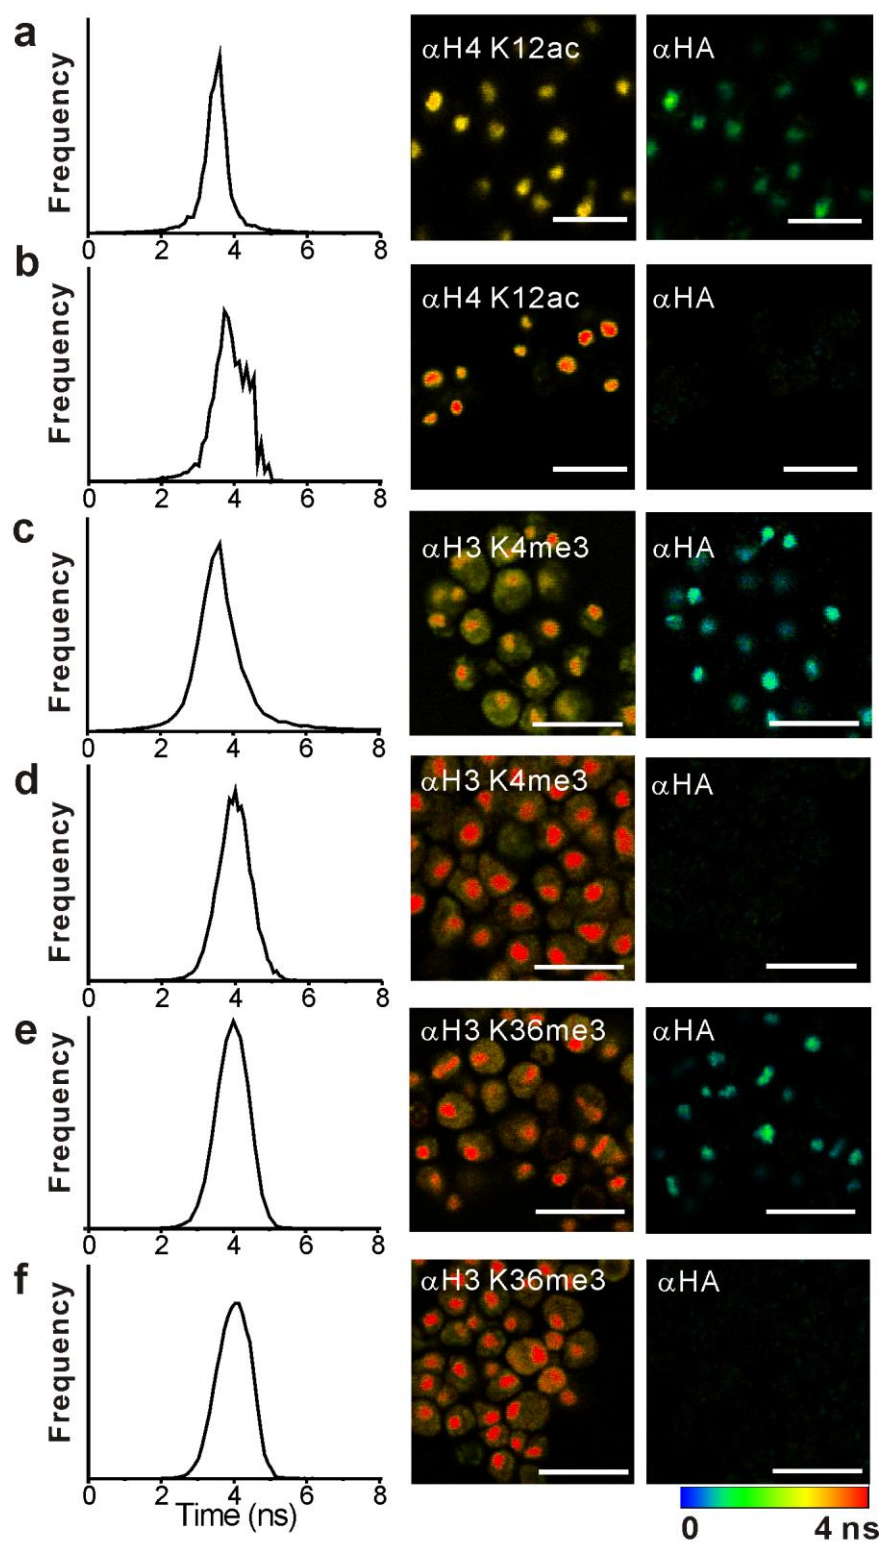 a
Frequency
αH4 K12ac
αHA
0 2 4 6 8
b
Frequency
αH4 K12ac
αHA
0 2 4 6 8
c
Frequency
αH3 K4me3
αHA
0 2 4 6 8
d
Frequency
αH3 K4me3
αHA
0 2 4 6 8
e
Frequency
αH3 K36me3
αHA
0 2 4 6 8
f
Frequency
αH3 K36me3
αHA
0 2 4 6 8
Time (ns)
0 4 ns